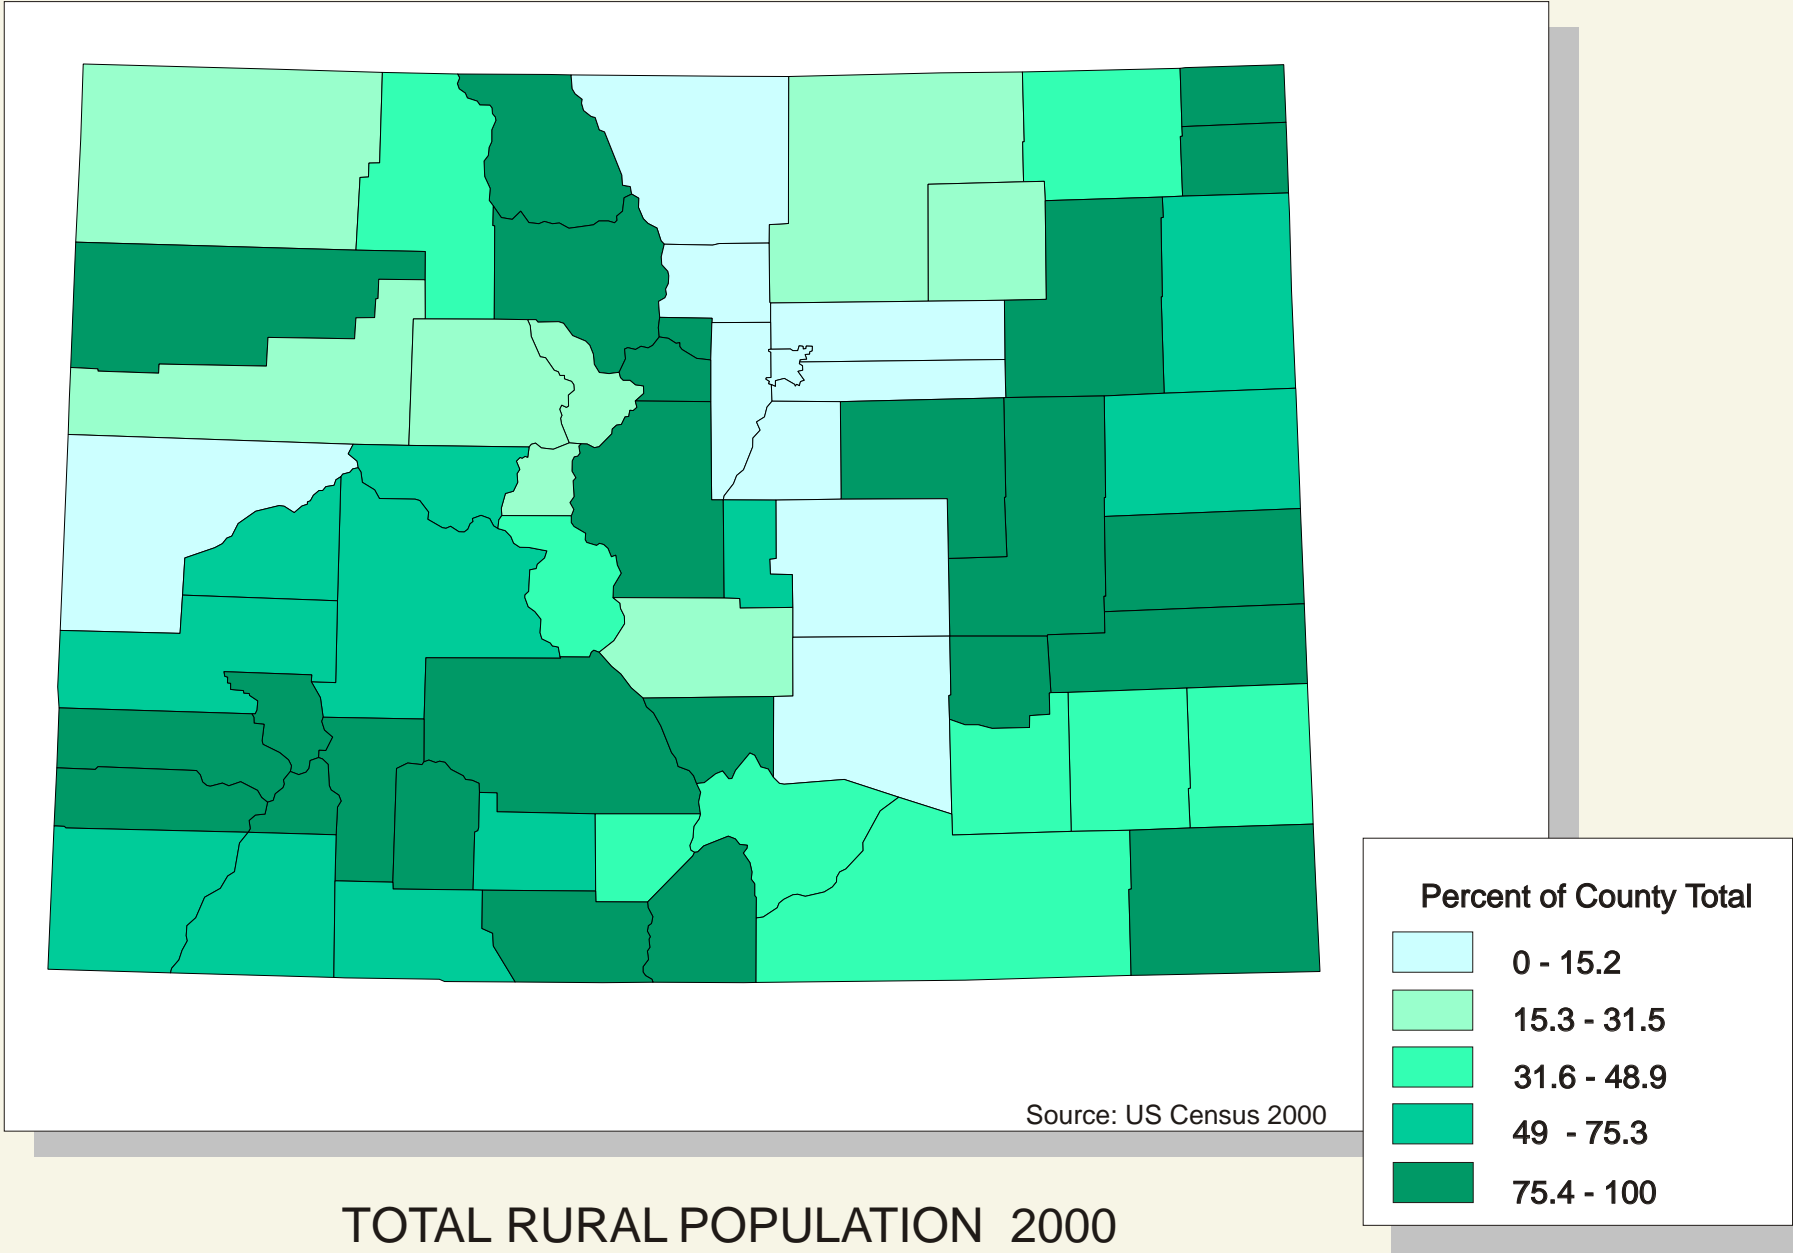 Percent of County Total
0 - 15.2
15.3 - 31.5
31.6 - 48.9
49 - 75.3
75.4 - 100
Source: US Census 2000
TOTAL RURAL POPULATION 2000